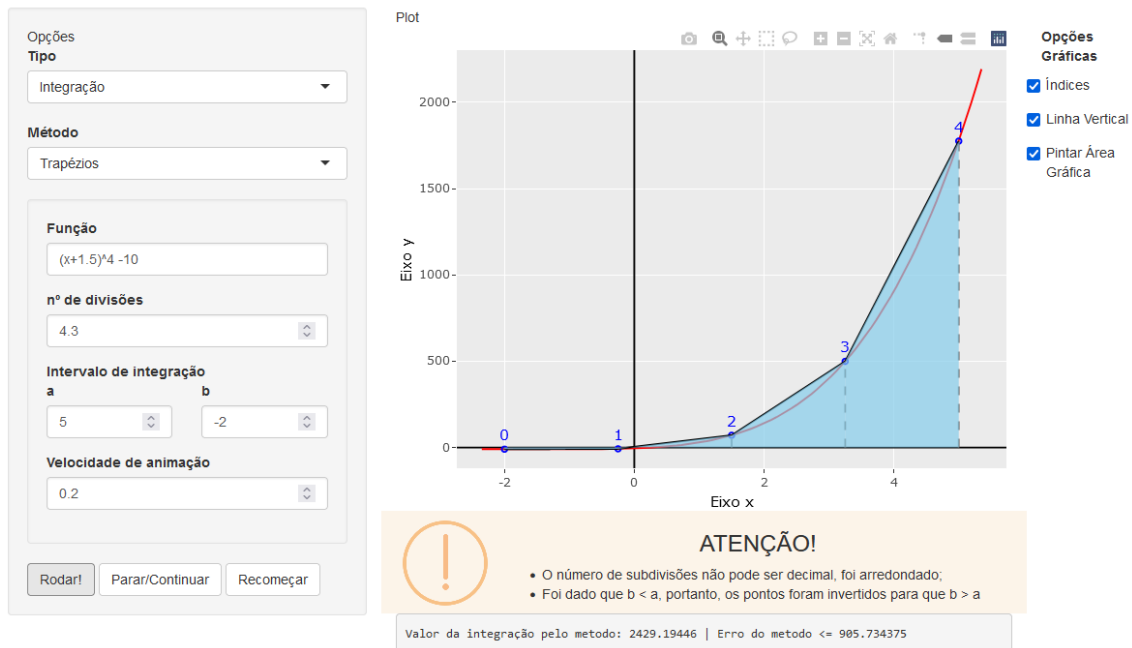 Opções
Tipo
Integração
Método
Trapézios
Função
(x+1.5)^4 -10
nº de divisões
4.3
Intervalo de integração
a
b
5
-2
Velocidade de animação
0.2
Rodar!
Parar/Continuar
Recomeçar
Plot
2000
1500
1000
500
0
Eixo y
0
1
2
3
4
-2
0
2
4
Eixo x
Opções
Gráficas
Índices
Linha Vertical
Pintar Área
Gráfica
ATENÇÃO!
• O número de subdivisões não pode ser decimal, foi arredondado;
• Foi dado que b < a, portanto, os pontos foram invertidos para que b > a
Valor da integração pelo metodo: 2429.19446 | Erro do metodo <= 905.734375